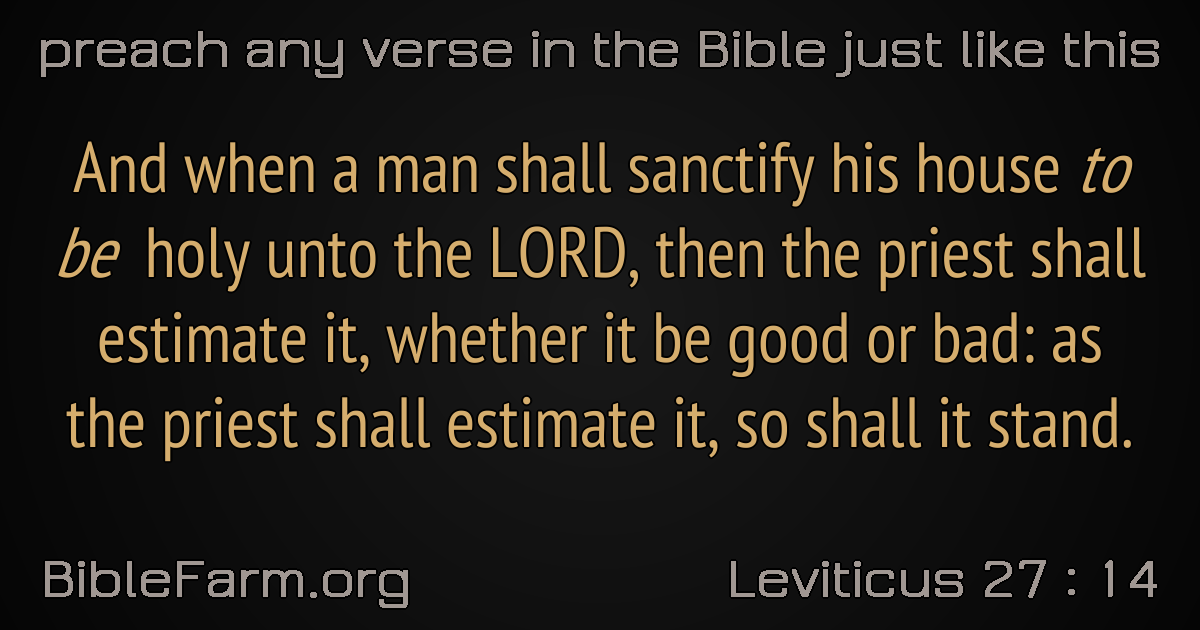 preach any verse in the Bible just like this
And when a man shall sanctify his house to
be holy unto the LORD, then the priest shall
estimate it, whether it be good or bad: as
the priest shall estimate it, so shall it stand.
BibleFarm.org
Leviticus 27 : 14